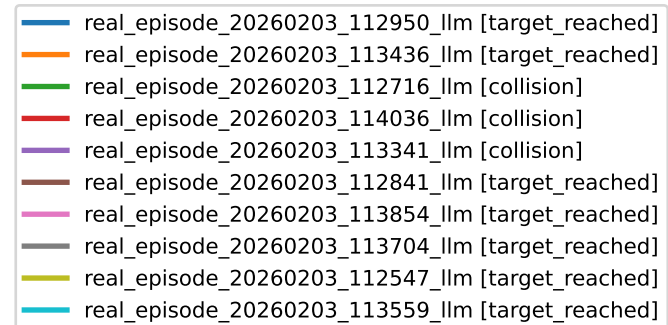 real_episode_20260203_112950_llm [target_reached]
real_episode_20260203_113436_llm [target_reached]
real_episode_20260203_112716_llm [collision]
real_episode_20260203_114036_llm [collision]
real_episode_20260203_113341_llm [collision]
real_episode_20260203_112841_llm [target_reached]
real_episode_20260203_113854_llm [target_reached]
real_episode_20260203_113704_llm [target_reached]
real_episode_20260203_112547_llm [target_reached]
real_episode_20260203_113559_llm [target_reached]